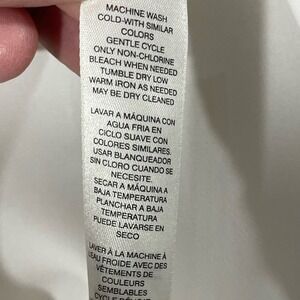 MACHINE WASH
COLD-WITH SIMILAR
COLORS
GENTLE CYCLE
ONLY NON-CHLORINE
BLEACH WHEN NEEDED
TUMBLE DRY LOW
WARM IRON AS NEEDED
MAY BE DRY CLEANED
LAVAR A MÁQUINA CON
AGUA FRIA EN
CICLO SUAVE CON
COLORES SIMILARES.
USAR BLANQUEADOR
SIN CLORO CUANDO SE
NECESITE.
SECAR A MÁQUINA A
BAJA TEMPERATURA
PLANCHAR A BAJA
TEMPERATURA
PUEDE LAVARSE EN
SECO
LAVER À LA MACHINE À
EAU FROIDE AVEC DES
VÊTEMENTS DE
COULEURS
SEMBLABLES
CYCLE